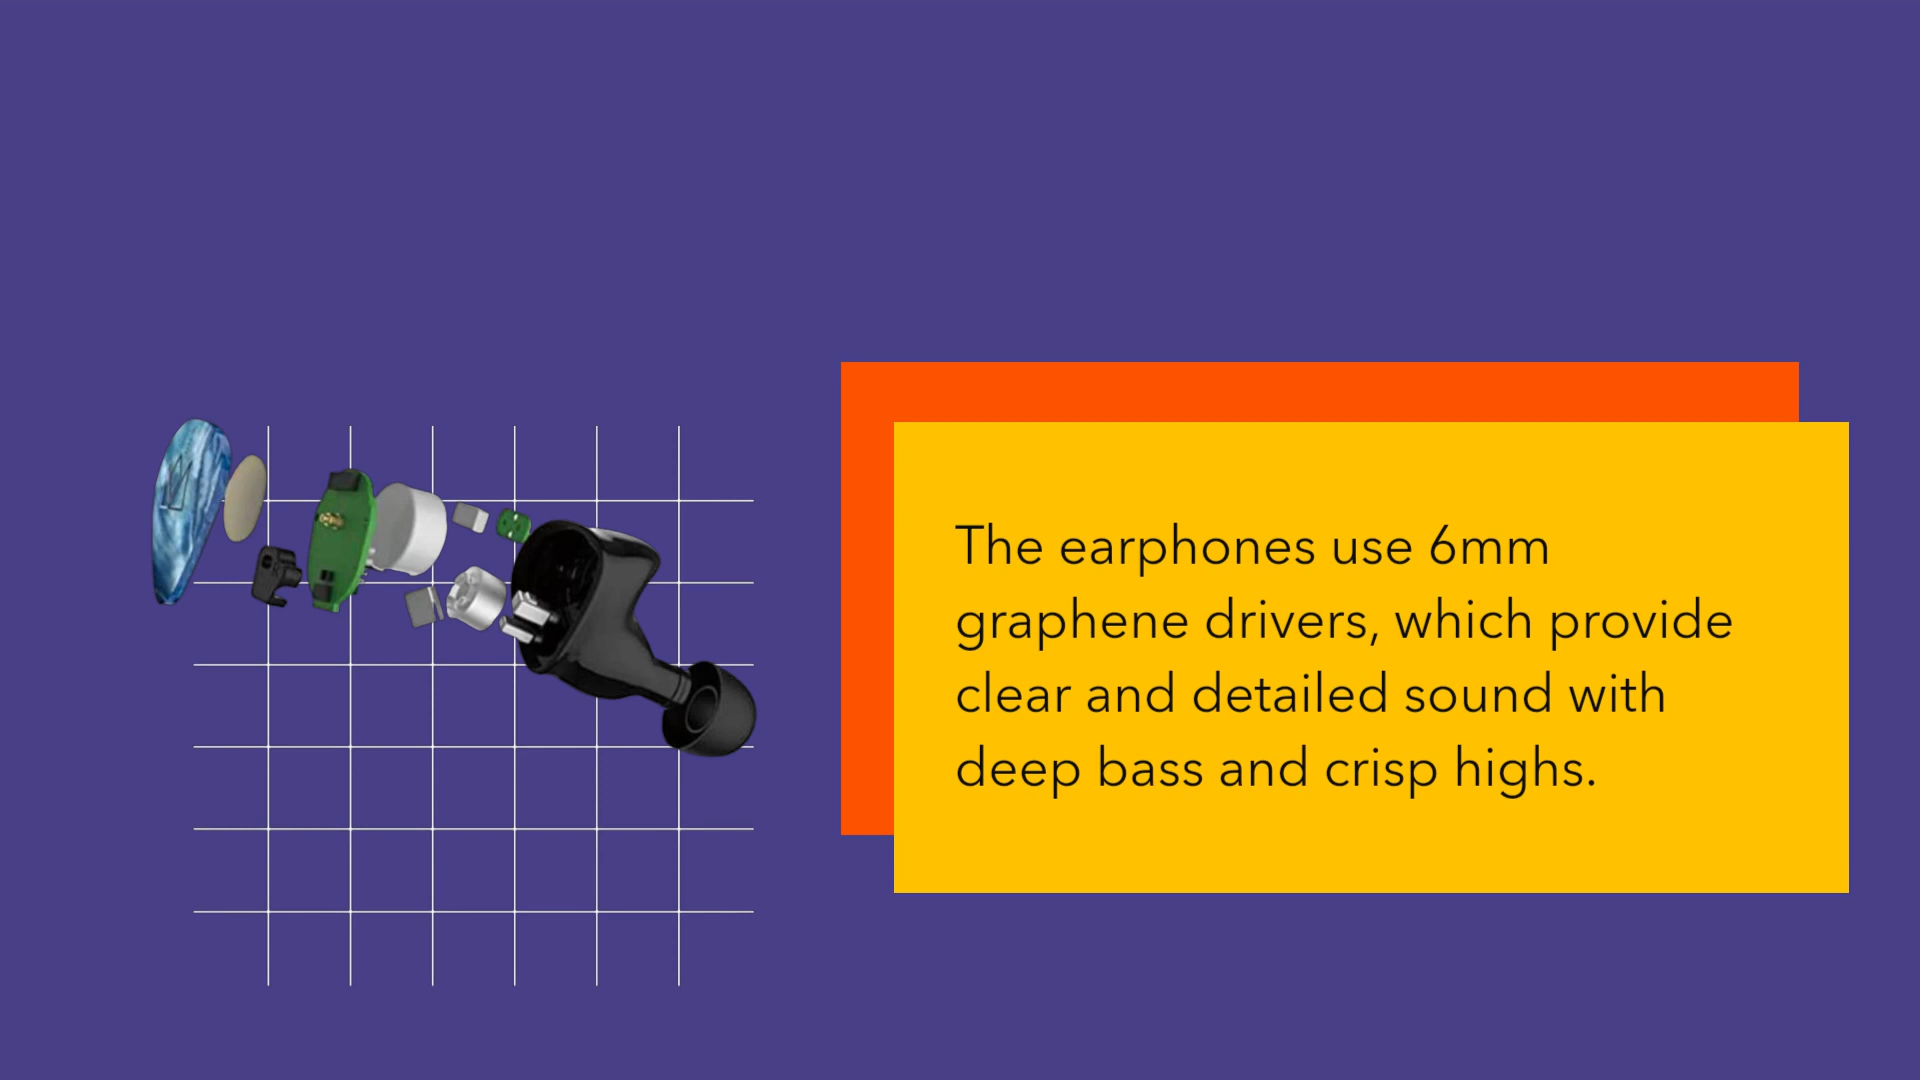 The earphones use 6mm
graphene drivers, which provide
clear and detailed sound with
deep bass and crisp highs.